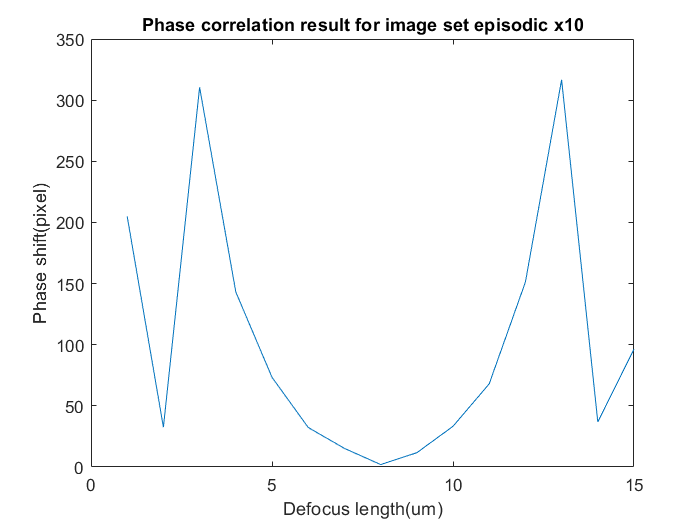 Phase correlation result for image set episodic x10
350
300
250
200
150
100
50
0
Phase shift(pixel)
0 5 10 15
Defocus length(um)